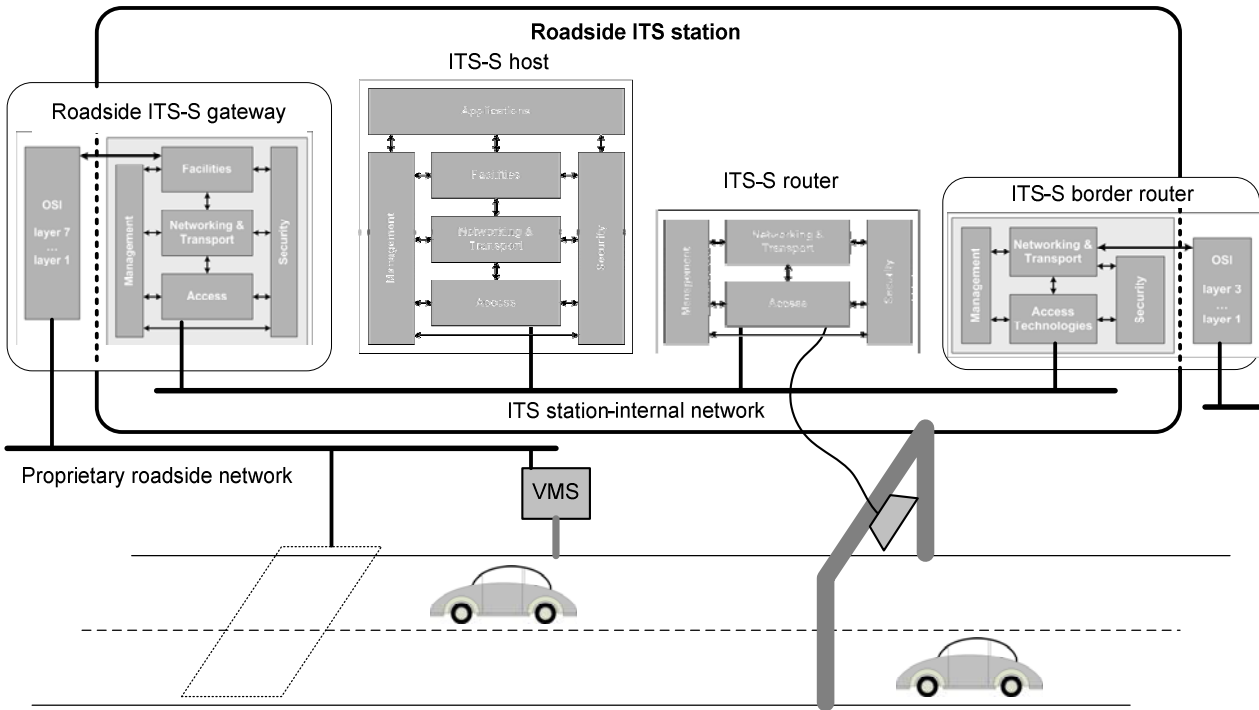 Roadside ITS station
ITS-S host
Roadside ITS-S gateway
ITS-S router
ITS-S border router
OSI
layer 7
...
layer 1
Management
Facilities
Networking &
Transport
Access
Security
Applications
Management
Facilities
Networking &
Transport
Access
Security
Management
Networking &
Transport
Access
Security
Management
Networking &
Transport
Access
Technologies
Security
OSI
layer 3
...
layer 1
ITS station-internal network
Proprietary roadside network
VMS